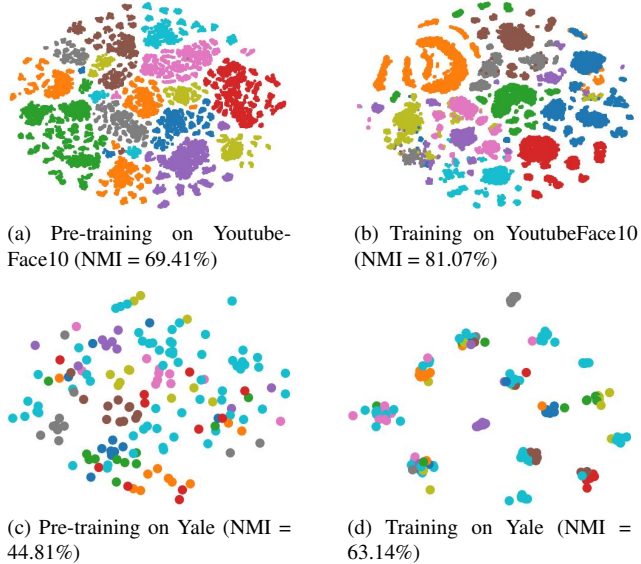 (a) Pre-training on Youtube-
Face10 (NMI = 69.41%)
(b) Training on YoutubeFace10
(NMI = 81.07%)
(c) Pre-training on Yale (NMI =
44.81%)
(d) Training on Yale (NMI =
63.14%)